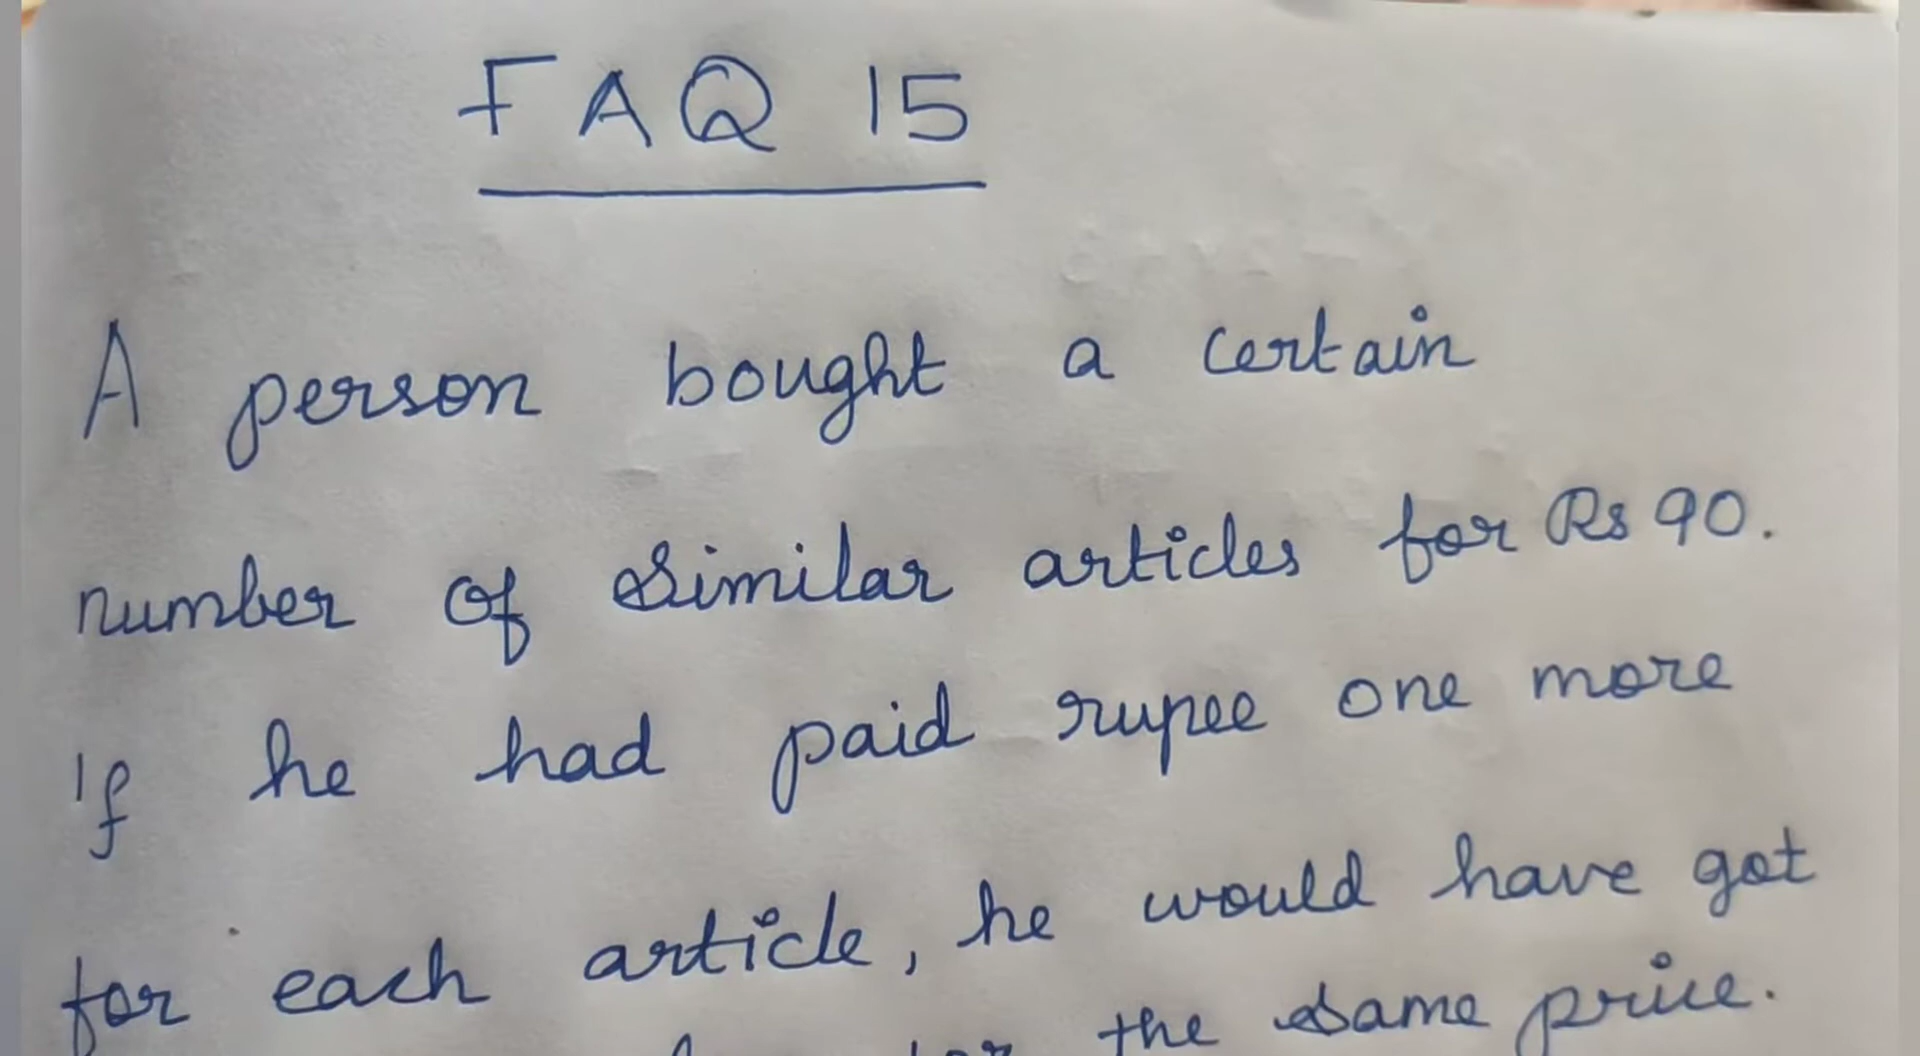 FAQ 15
A person bought a certain
number of similar articles for Rs 90.
If he had paid rupee one more
for each article, he would have got
the same price.